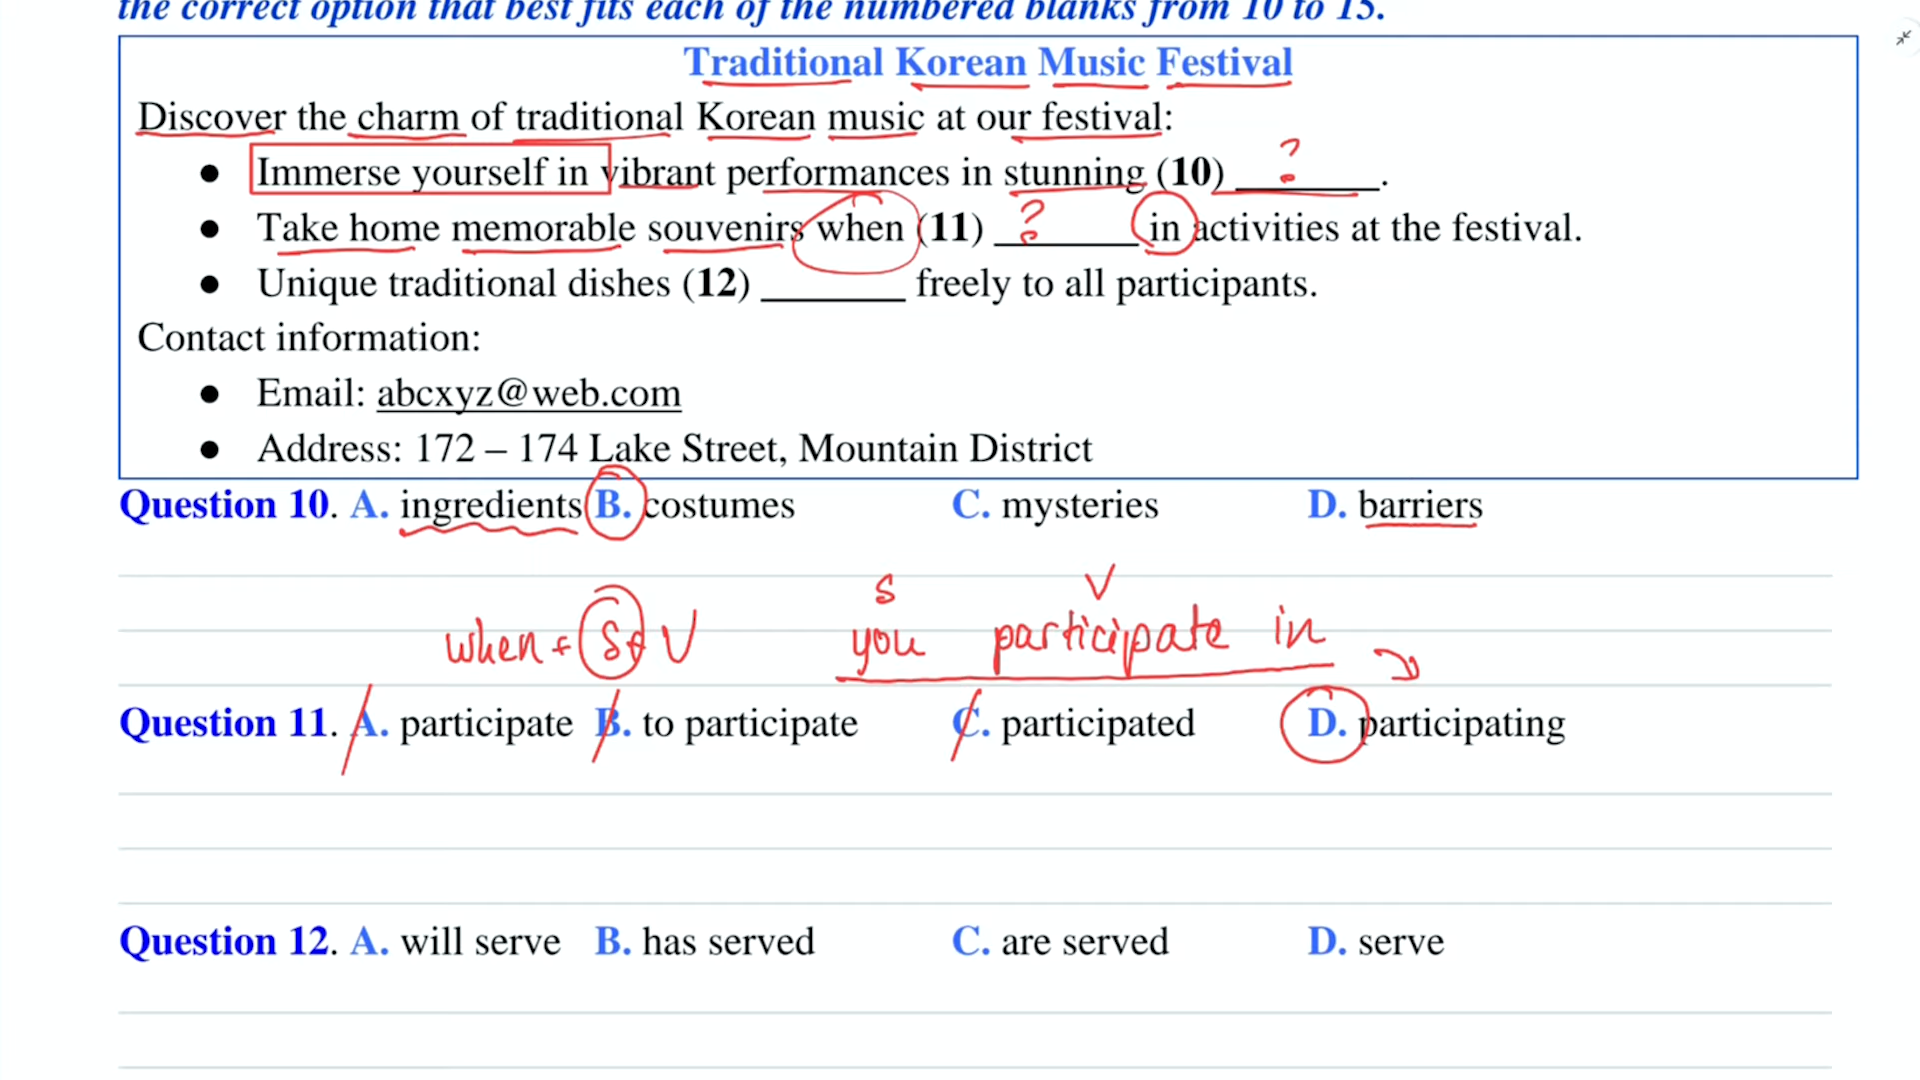 the correct option that best fits each of the numbered blanks from 10 to 15.
Traditional Korean Music Festival
Discover the charm of traditional Korean music at our festival:
● Immerse yourself in vibrant performances in stunning (10) _______.
?
● Take home memorable souvenirs when (11) _______ in activities at the festival.
?
● Unique traditional dishes (12) _______ freely to all participants.
Contact information:
● Email: abcxyz@web.com
● Address: 172 – 174 Lake Street, Mountain District
Question 10. A. ingredients B. costumes C. mysteries D. barriers
S V
when + S + V you participate in
Question 11. A. participate B. to participate C. participated D. participating
Question 12. A. will serve B. has served C. are served D. serve